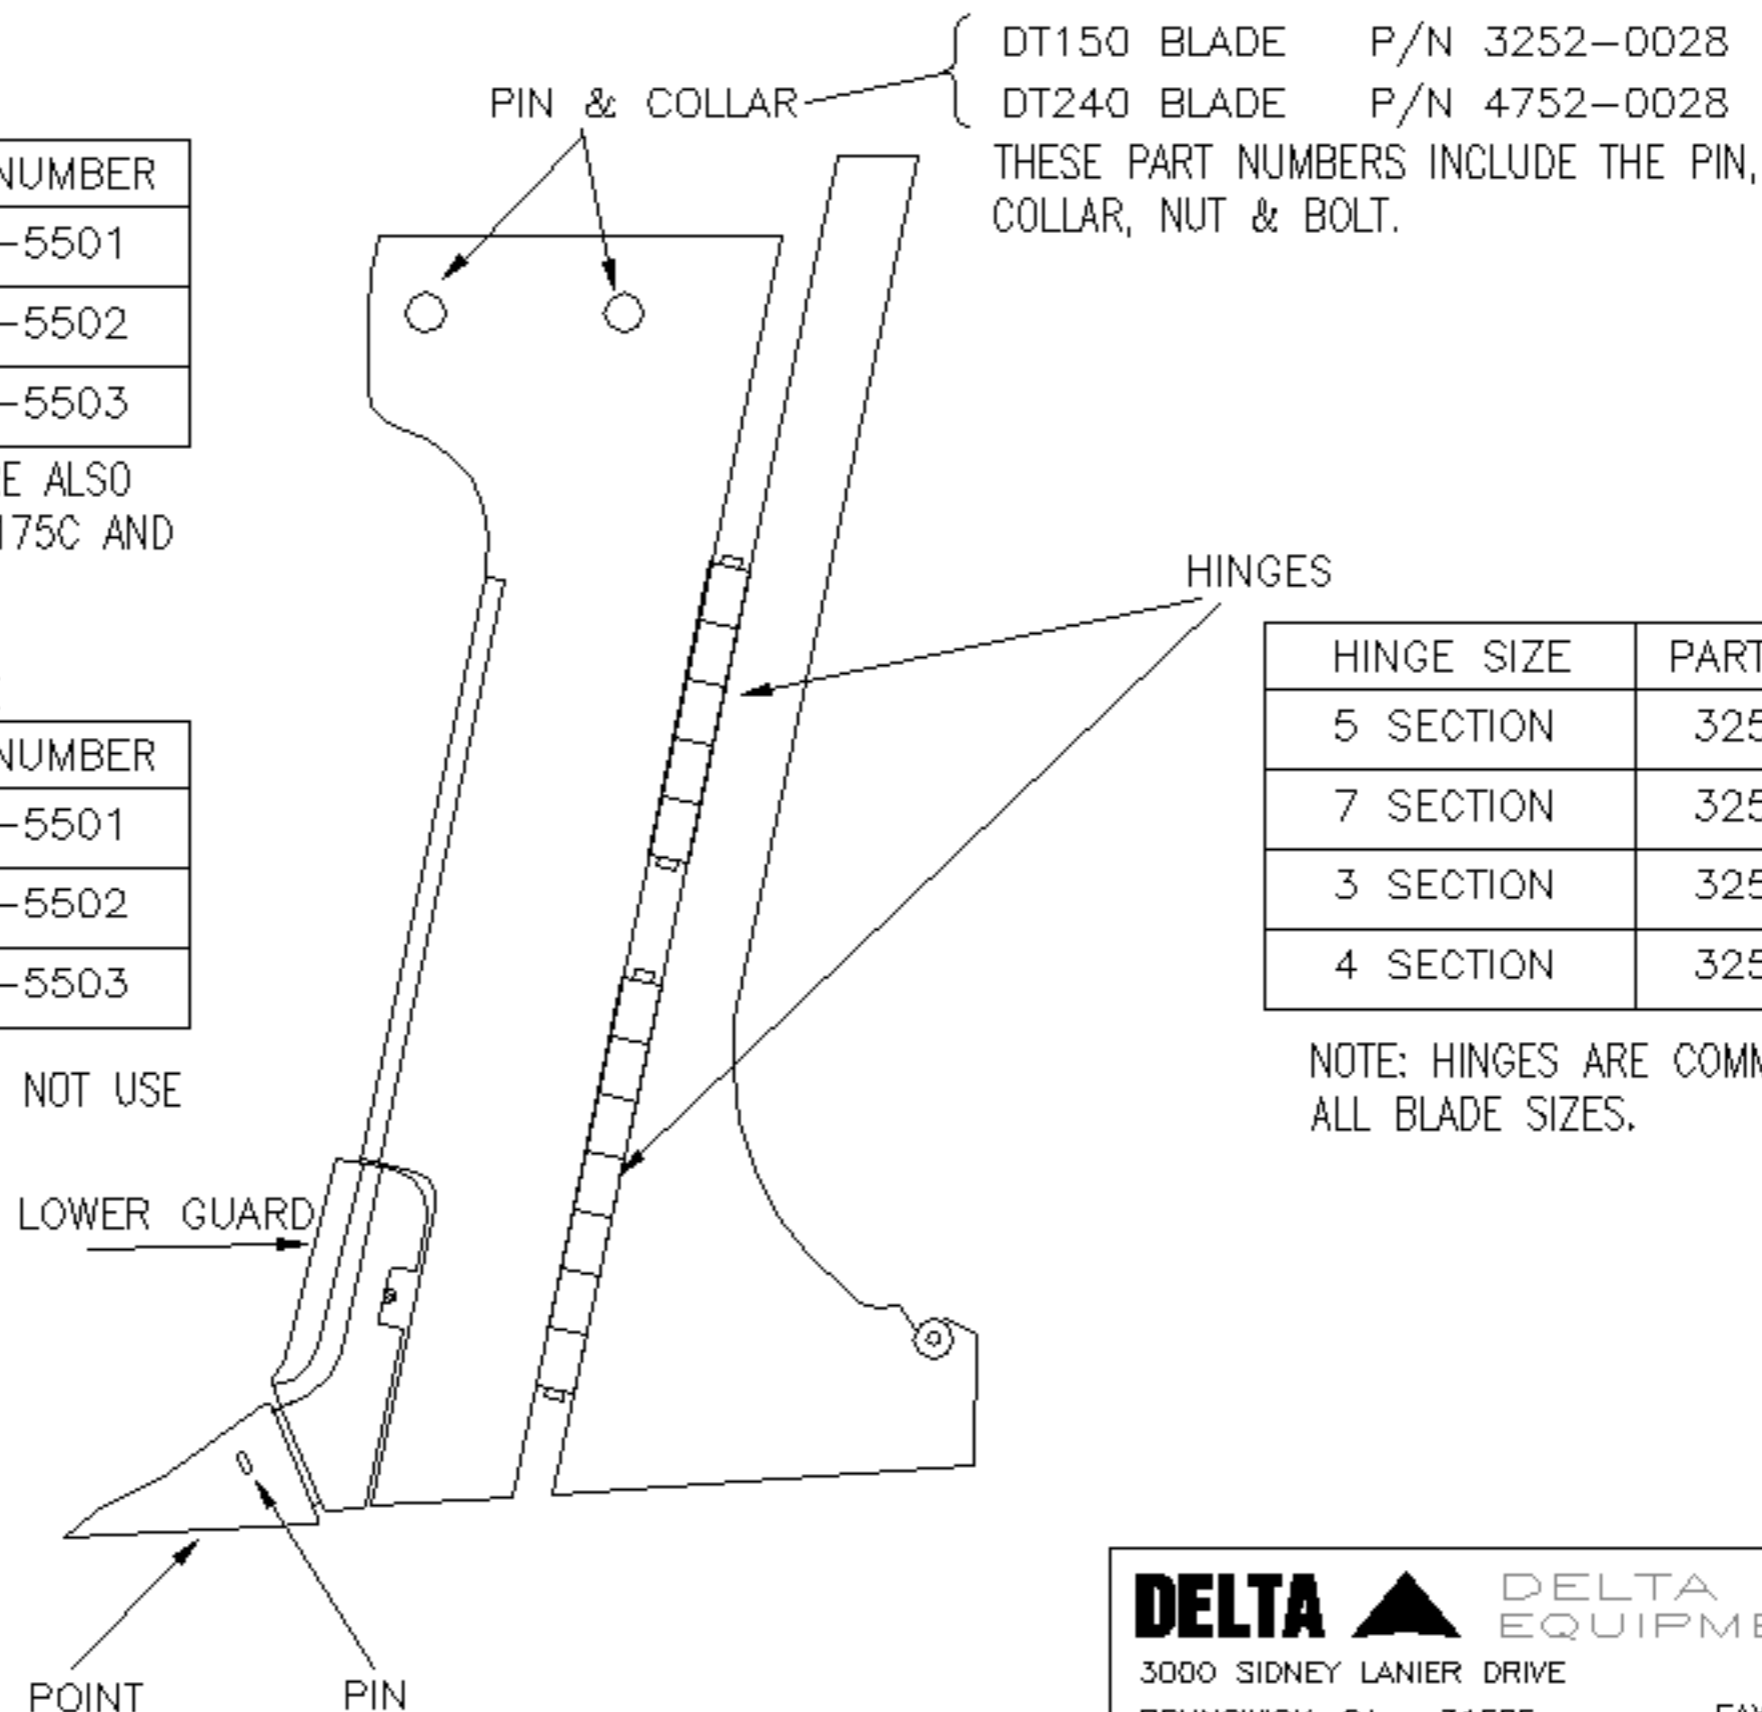 DT150 BLADE P/N 3252-0028
PIN & COLLAR
DT240 BLADE P/N 4752-0028
THESE PART NUMBERS INCLUDE THE PIN,
COLLAR, NUT & BOLT.
NUMBER
-5501
-5502
-5503
E ALSO
175C AND
NUMBER
-5501
-5502
-5503
NOT USE
HINGES
HINGE SIZE PART
5 SECTION 325
7 SECTION 325
3 SECTION 325
4 SECTION 325
NOTE: HINGES ARE COMM
ALL BLADE SIZES.
LOWER GUARD
POINT
PIN
DELTA
DELTA
EQUIPME
3000 SIDNEY LANIER DRIVE